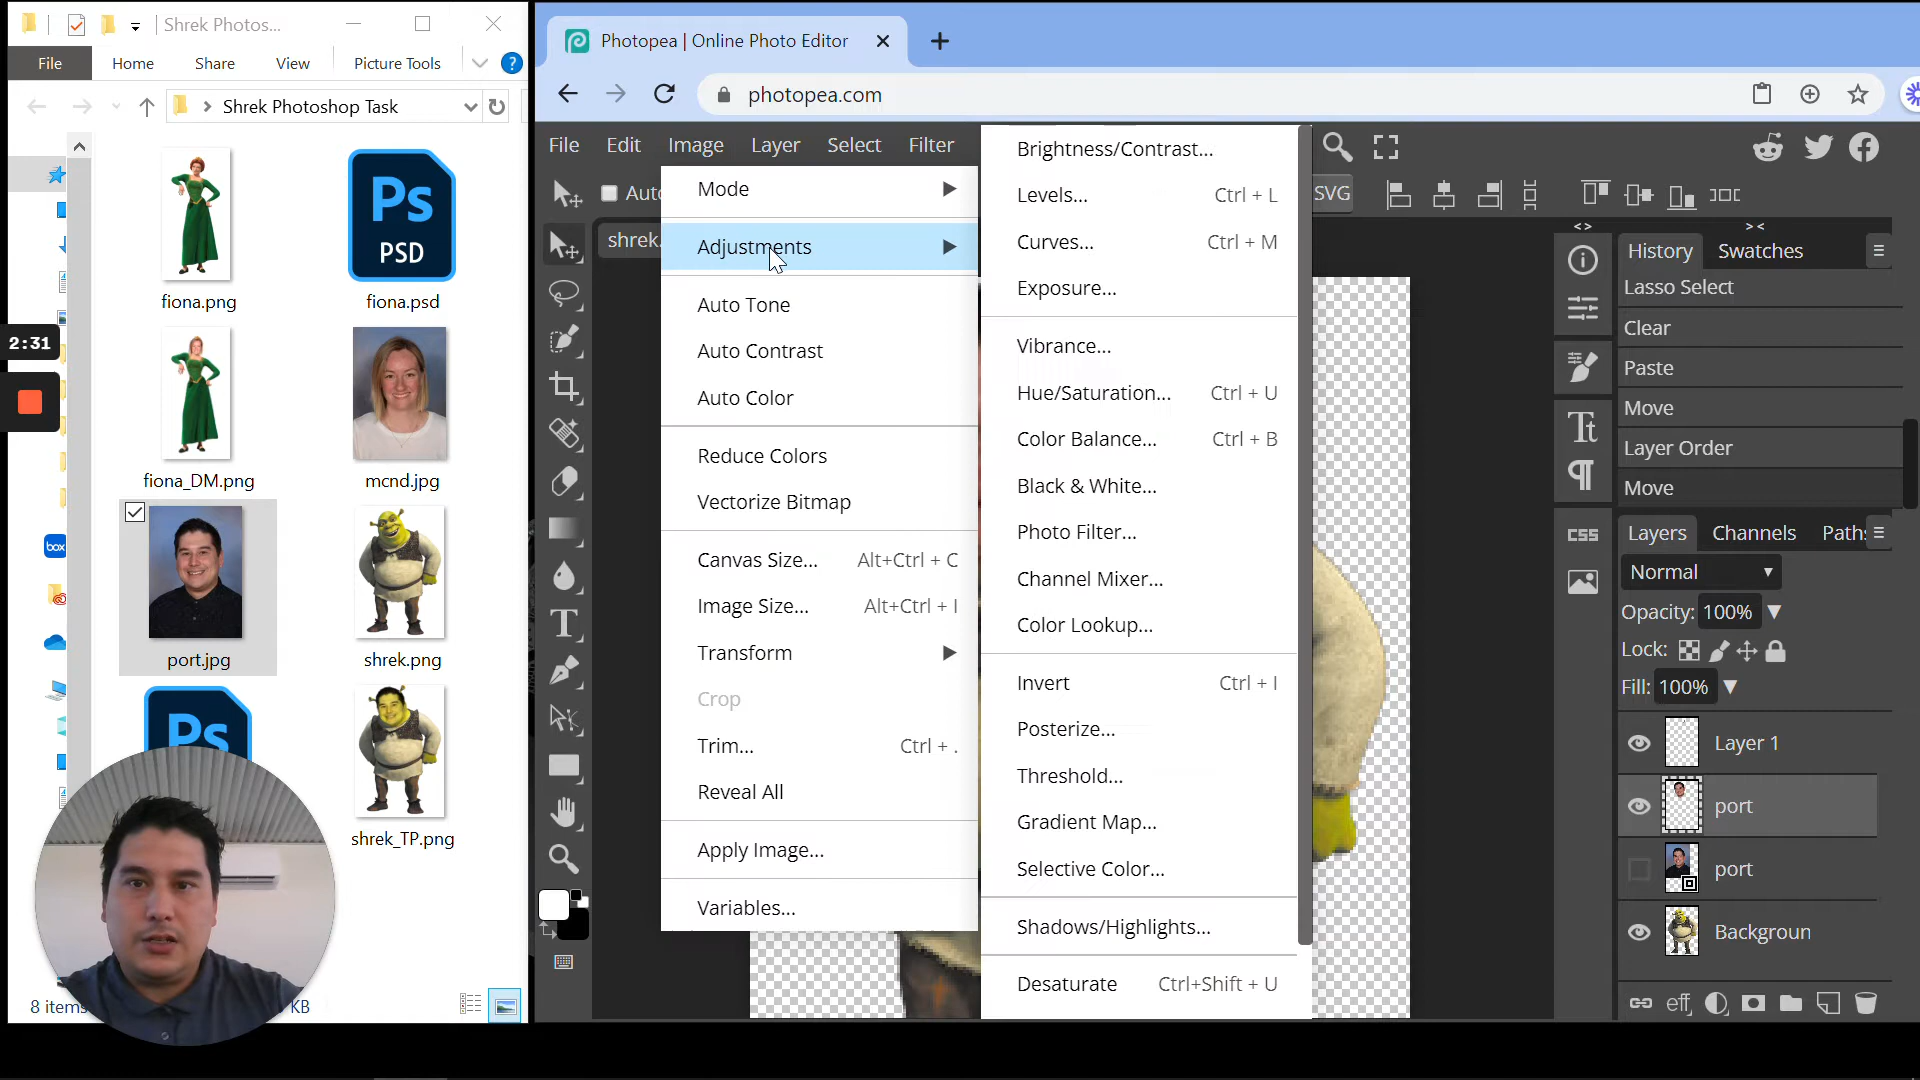 Shrek Photos...
File
Home
Share
View
Picture Tools
Shrek Photoshop Task
fiona.png
Ps
PSD
fiona.psd
2:31
fiona_DM.png
mcnd.jpg
port.jpg
shrek.png
Ps
shrek_TP.png
box
8 items
KB
Photopea | Online Photo Editor
photopea.com
File
Edit
Image
Layer
Select
Filter
SVG
shrek.
Mode
Adjustments
Auto Tone
Auto Contrast
Auto Color
Reduce Colors
Vectorize Bitmap
Canvas Size... Alt+Ctrl + C
Image Size... Alt+Ctrl + I
Transform
Crop
Trim... Ctrl + .
Reveal All
Apply Image...
Variables...
Brightness/Contrast...
Levels... Ctrl + L
Curves... Ctrl + M
Exposure...
Vibrance...
Hue/Saturation... Ctrl + U
Color Balance... Ctrl + B
Black & White...
Photo Filter...
Channel Mixer...
Color Lookup...
Invert Ctrl + I
Posterize...
Threshold...
Gradient Map...
Selective Color...
Shadows/Highlights...
Desaturate Ctrl+Shift + U
History
Swatches
Lasso Select
Clear
Paste
Move
Layer Order
Move
CSS
Layers
Channels
Normal
Opacity: 100%
Lock:
Fill: 100%
Layer 1
port
port
Backgroun
eff